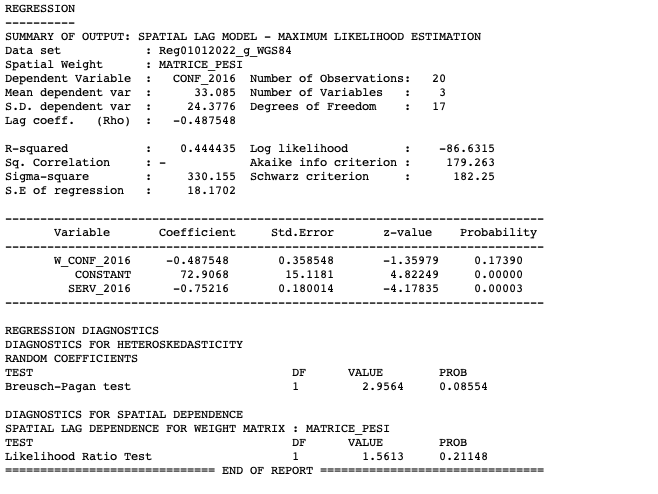 REGRESSION
----------
SUMMARY OF OUTPUT: SPATIAL LAG MODEL - MAXIMUM LIKELIHOOD ESTIMATION
Data set            : Reg01012022_g_WGS84
Spatial Weight      : MATRICE_PESI
Dependent Variable  :   CONF_2016  Number of Observations:   20
Mean dependent var  :      33.085  Number of Variables   :    3
S.D. dependent var  :     24.3776  Degrees of Freedom    :   17
Lag coeff.   (Rho)  :   -0.487548
R-squared           :    0.444435  Log likelihood        :    -86.6315
Sq. Correlation     : -            Akaike info criterion :     179.263
Sigma-square        :     330.155  Schwarz criterion     :      182.25
S.E of regression   :     18.1702
-----------------------------------------------------------------------------
       Variable       Coefficient     Std.Error       z-value    Probability
-----------------------------------------------------------------------------
       W_CONF_2016    -0.487548       0.358548      -1.35979      0.17390
          CONSTANT      72.9068        15.1181       4.82249      0.00000
         SERV_2016     -0.75216       0.180014      -4.17835      0.00003
-----------------------------------------------------------------------------
REGRESSION DIAGNOSTICS
DIAGNOSTICS FOR HETEROSKEDASTICITY
RANDOM COEFFICIENTS
TEST                                     DF      VALUE        PROB
Breusch-Pagan test                       1         2.9564     0.08554
DIAGNOSTICS FOR SPATIAL DEPENDENCE
SPATIAL LAG DEPENDENCE FOR WEIGHT MATRIX : MATRICE_PESI
TEST                                     DF      VALUE        PROB
Likelihood Ratio Test                    1         1.5613     0.21148
============================== END OF REPORT ================================